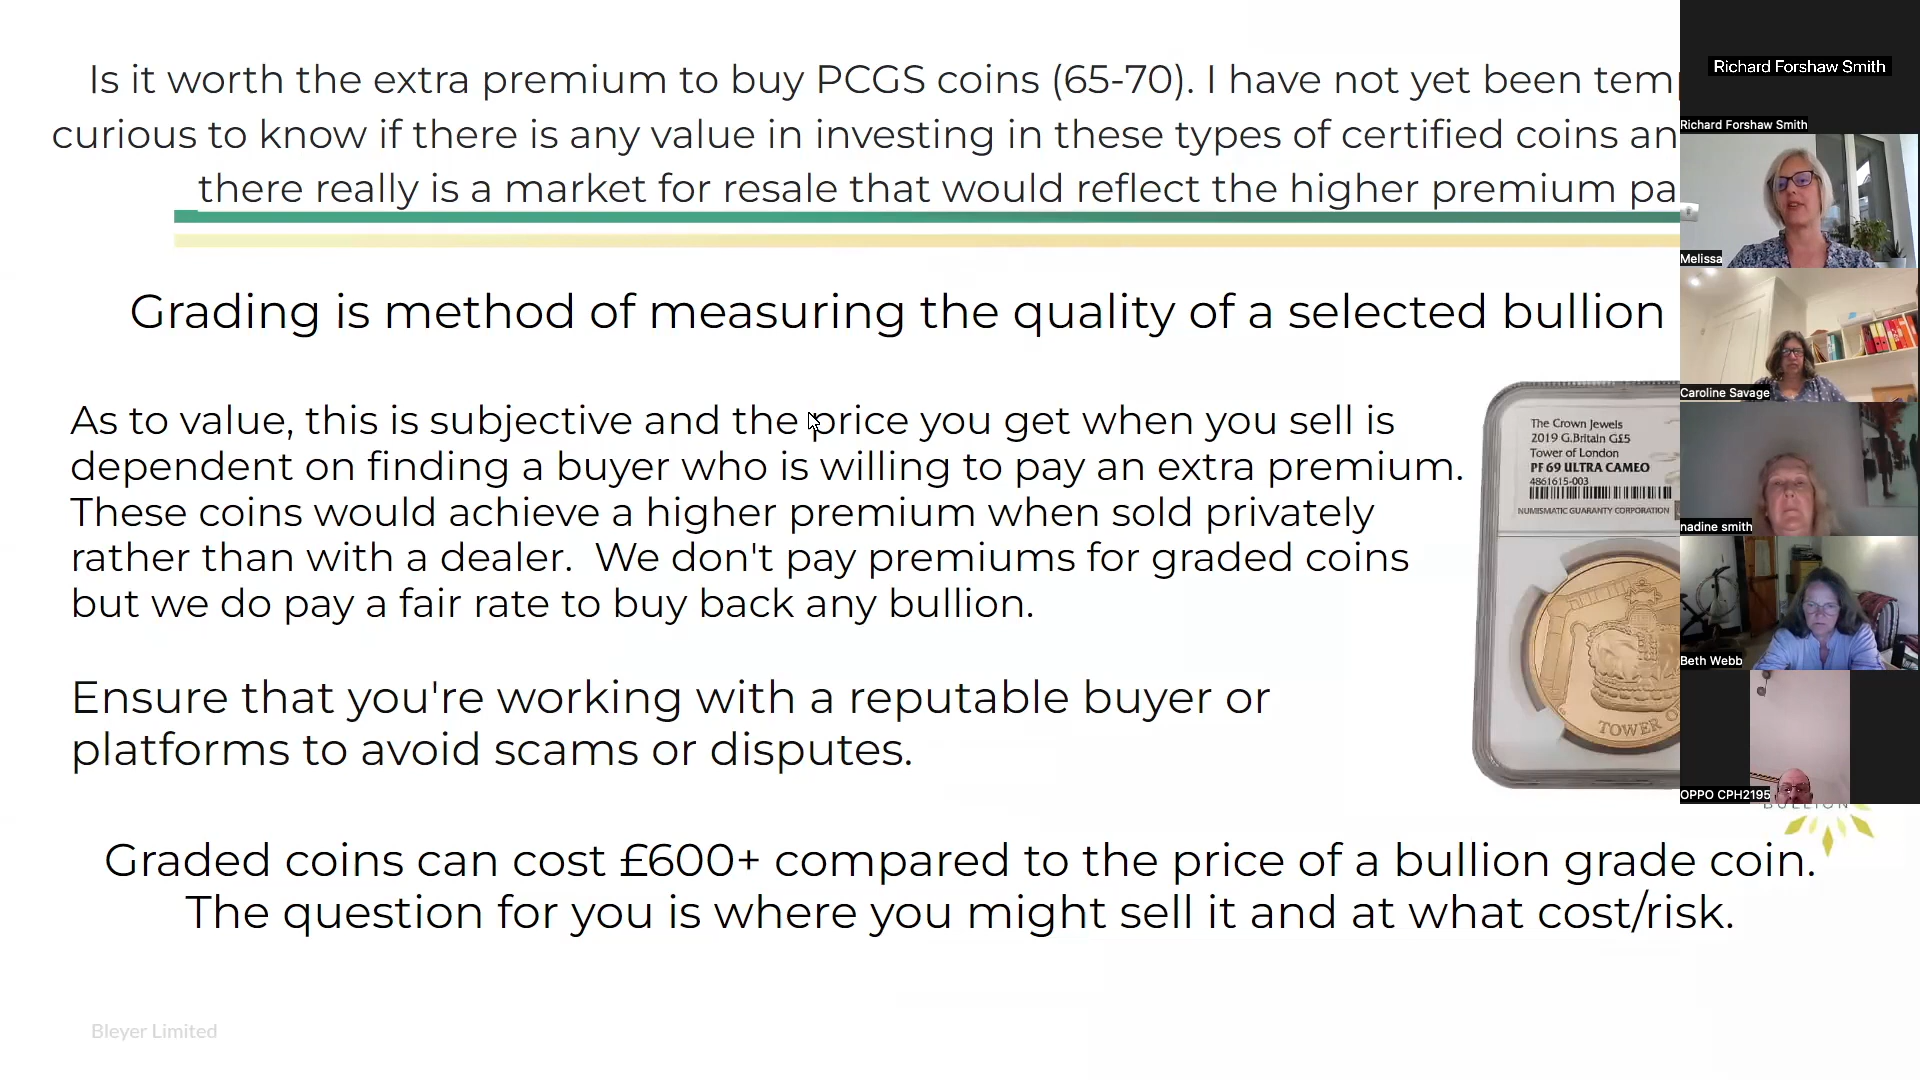 Is it worth the extra premium to buy PCGS coins (65-70). I have not yet been tem
curious to know if there is any value in investing in these types of certified coins an
there really is a market for resale that would reflect the higher premium pa
Grading is method of measuring the quality of a selected bullion
As to value, this is subjective and the price you get when you sell is
dependent on finding a buyer who is willing to pay an extra premium.
These coins would achieve a higher premium when sold privately
rather than with a dealer.  We don't pay premiums for graded coins
but we do pay a fair rate to buy back any bullion.
Ensure that you're working with a reputable buyer or
platforms to avoid scams or disputes.
The Crown Jewels
2019 G.Britain G£5
Tower of London
PF 69 ULTRA CAMEO
4861615-003
NUMISMATIC GUARANTY CORPORATION
TOWER O
Graded coins can cost £600+ compared to the price of a bullion grade coin.
The question for you is where you might sell it and at what cost/risk.
Bleyer Limited
Richard Forshaw Smith
Richard Forshaw Smith
Melissa
Caroline Savage
nadine smith
Beth Webb
OPPO CPH2195
BULLION